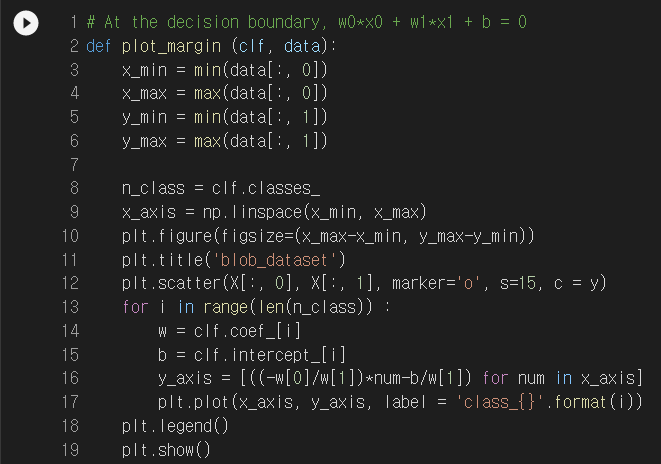 1 # At the decision boundary, w0*x0 + w1*x1 + b = 0
2 def plot_margin (clf, data):
3     x_min = min(data[:, 0])
4     x_max = max(data[:, 0])
5     y_min = min(data[:, 1])
6     y_max = max(data[:, 1])
7
8     n_class = clf.classes_
9     x_axis = np.linspace(x_min, x_max)
10     plt.figure(figsize=(x_max-x_min, y_max-y_min))
11     plt.title('blob_dataset')
12     plt.scatter(X[:, 0], X[:, 1], marker='o', s=15, c = y)
13     for i in range(len(n_class)) :
14         w = clf.coef_[i]
15         b = clf.intercept_[i]
16         y_axis = [((-w[0]/w[1])*num-b/w[1]) for num in x_axis]
17         plt.plot(x_axis, y_axis, label = 'class_{}'.format(i))
18     plt.legend()
19     plt.show()